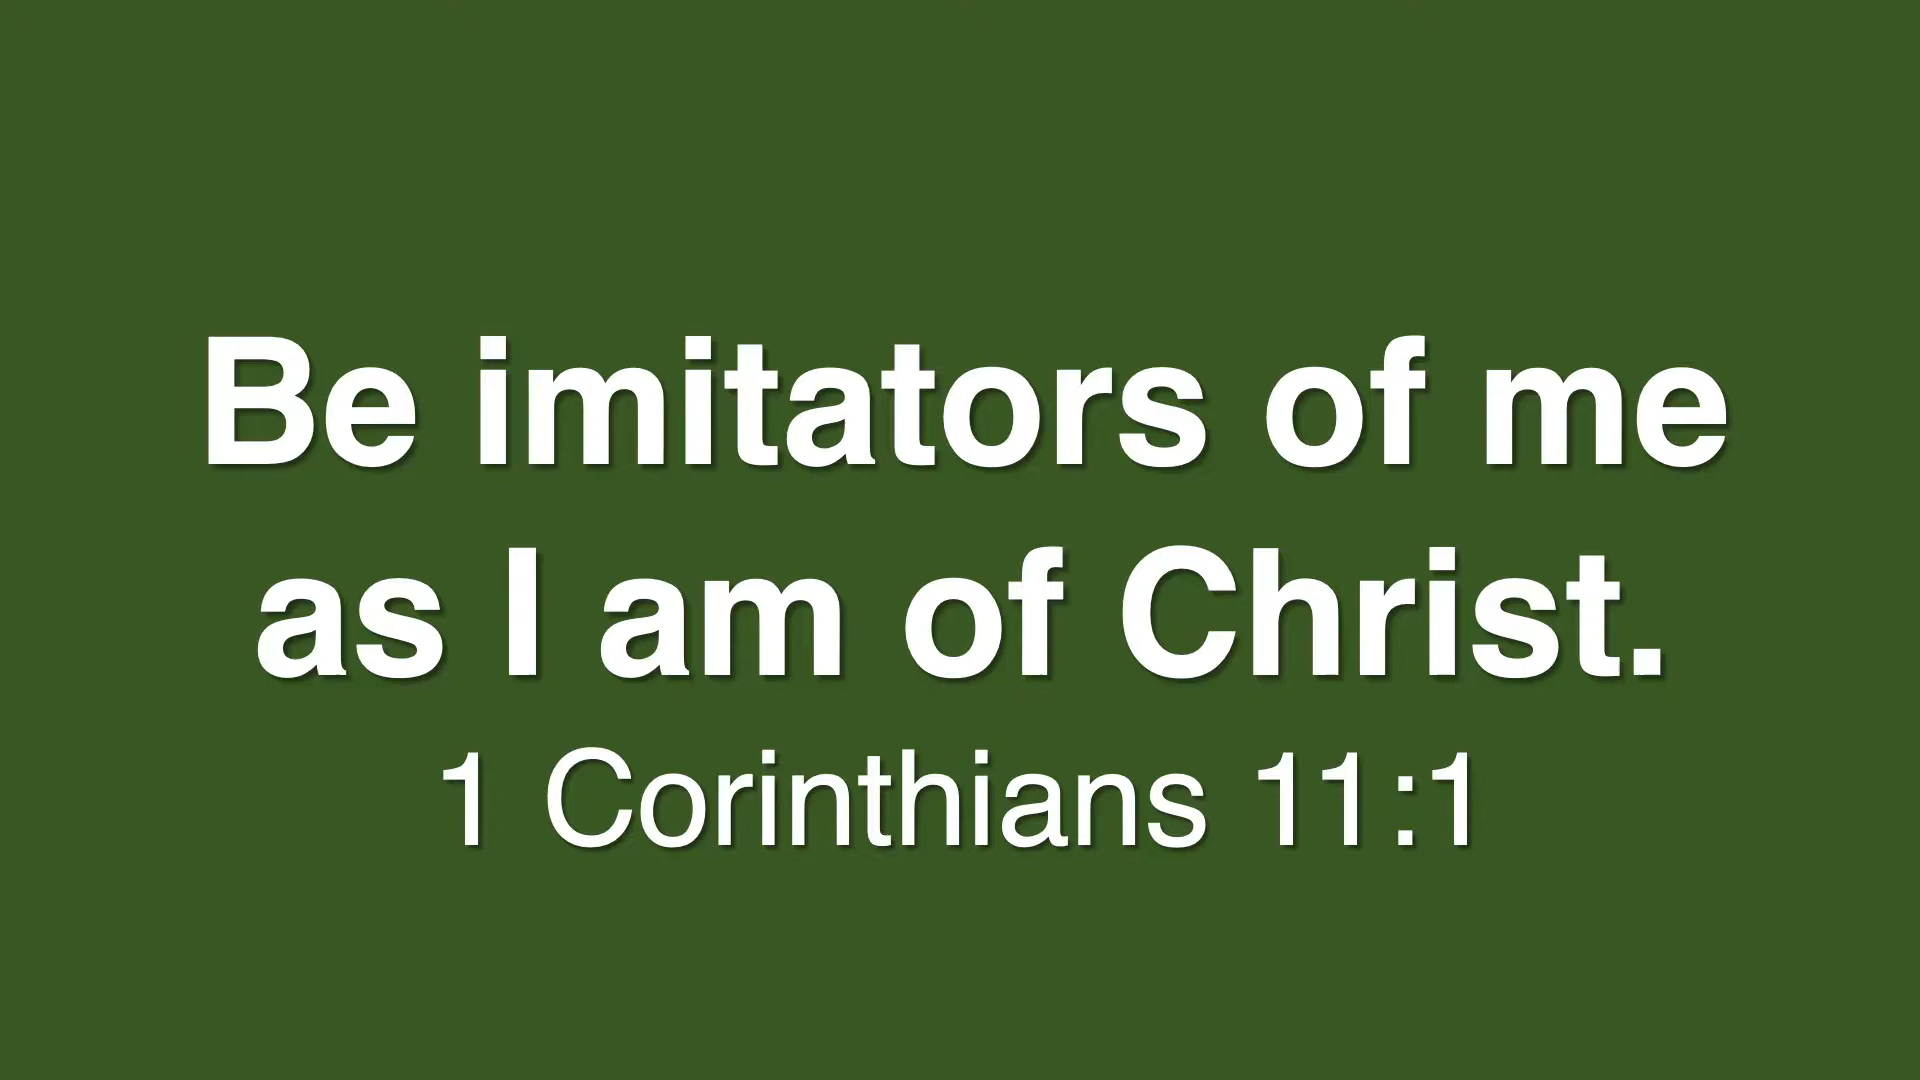 Be imitators of me
as I am of Christ.
1 Corinthians 11:1